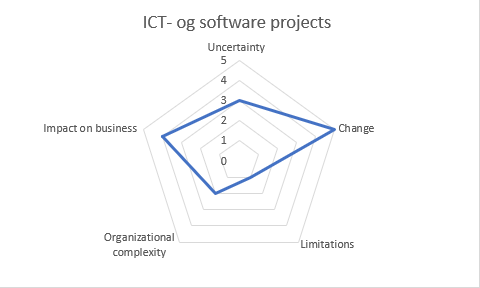 ICT- og software projects
Uncertainty
5
4
3
2
1
0
Impact on business
Change
Organizational
complexity
Limitations